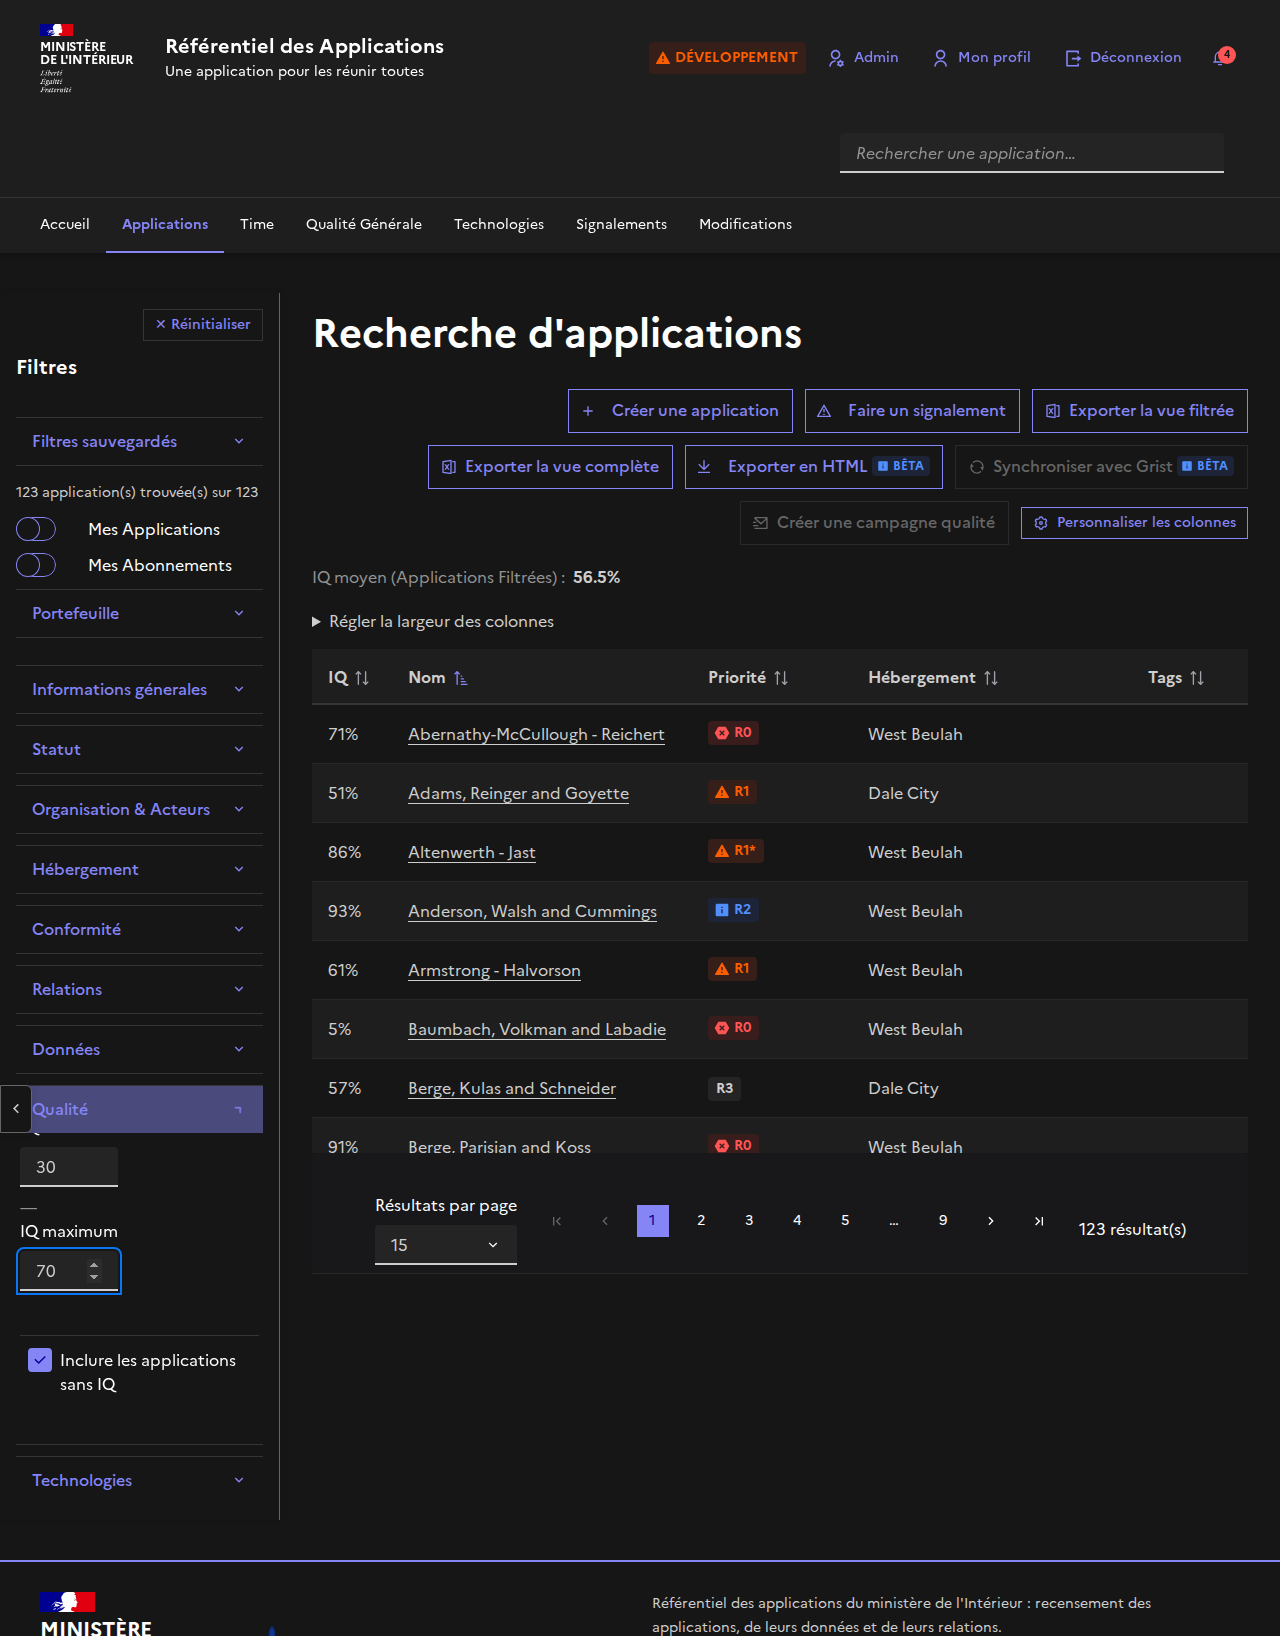 MINISTÈRE
DE L'INTÉRIEUR
Liberté
Égalité
Fraternité
Référentiel des Applications
Une application pour les réunir toutes
DÉVELOPPEMENT
Admin
Mon profil
Déconnexion
4
Rechercher une application...
Accueil
Applications
Time
Qualité Générale
Technologies
Signalements
Modifications
Réinitialiser
Filtres
Filtres sauvegardés
123 application(s) trouvée(s) sur 123
Mes Applications
Mes Abonnements
Portefeuille
Informations génerales
Statut
Organisation & Acteurs
Hébergement
Conformité
Relations
Données
Qualité
30
—
IQ maximum
70
Inclure les applications
sans IQ
Technologies
Recherche d'applications
Créer une application
Faire un signalement
Exporter la vue filtrée
Exporter la vue complète
Exporter en HTML BÊTA
Synchroniser avec Grist BÊTA
Créer une campagne qualité
Personnaliser les colonnes
IQ moyen (Applications Filtrées) : 56.5%
Régler la largeur des colonnes
IQ Nom Priorité Hébergement Tags
71% Abernathy-McCullough - Reichert R0 West Beulah
51% Adams, Reinger and Goyette R1 Dale City
86% Altenwerth - Jast R1* West Beulah
93% Anderson, Walsh and Cummings R2 West Beulah
61% Armstrong - Halvorson R1 West Beulah
5% Baumbach, Volkman and Labadie R0 West Beulah
57% Berge, Kulas and Schneider R3 Dale City
91% Berge, Parisian and Koss R0 West Beulah
Résultats par page
15
1 2 3 4 5 ... 9
123 résultat(s)
MINISTÈRE
Référentiel des applications du ministère de l'Intérieur : recensement des
applications, de leurs données et de leurs relations.